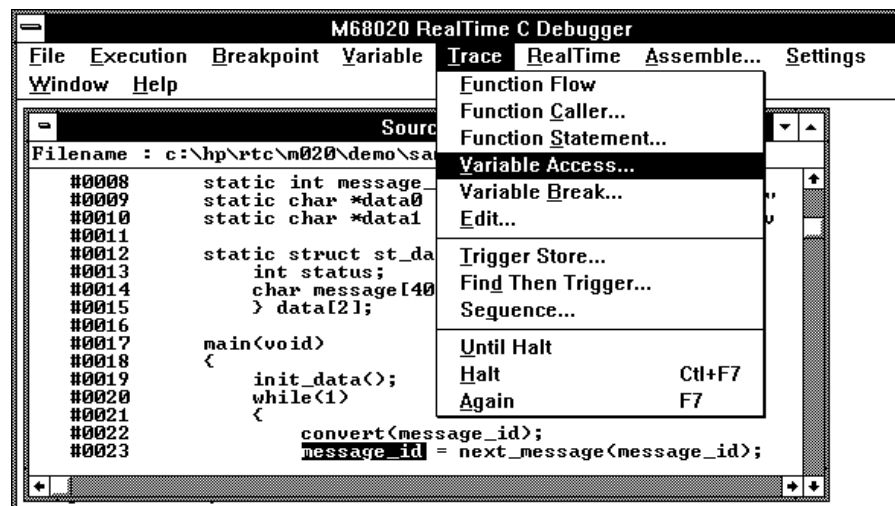 M68020 RealTime C Debugger
File Execution Breakpoint Variable Trace RealTime Assemble... Settings
Window Help
Function Flow
Function Caller...
Function Statement...
Variable Access...
Variable Break...
Edit...
Trigger Store...
Find Then Trigger...
Sequence...
Until Halt
Halt Ctl+F7
Again F7
Sourc
Filename : c:\hp\rtc\m020\demo\sa
#0008 static int message_
#0009 static char *data0
#0010 static char *data1
#0011
#0012 static struct st_da
#0013 int status;
#0014 char message[40
#0015 } data[2];
#0016
#0017 main(void)
#0018 {
#0019 init_data();
#0020 while(1)
#0021 {
#0022 convert(message_id);
#0023 message_id = next_message(message_id);